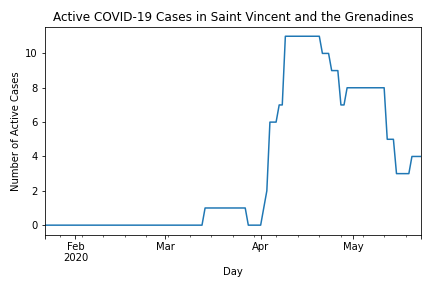 Active COVID-19 Cases in Saint Vincent and the Grenadines
Number of Active Cases
10
8
6
4
2
0
Feb
2020
Mar
Apr
May
Day